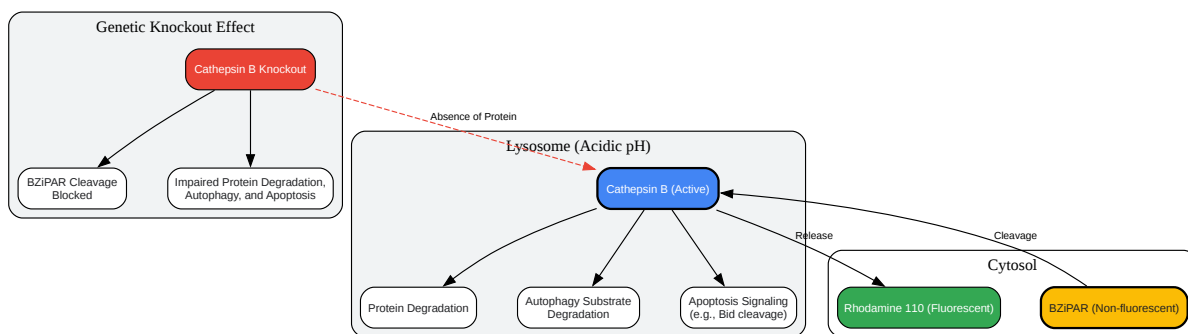 Genetic Knockout Effect
Cathepsin B Knockout
Absence of Protein
BZiPAR Cleavage
Blocked
Impaired Protein Degradation,
Autophagy, and Apoptosis
Lysosome (Acidic pH)
Cathepsin B (Active)
Release
Cleavage
Protein Degradation
Autophagy Substrate
Degradation
Apoptosis Signaling
(e.g., Bid cleavage)
Cytosol
Rhodamine 110 (Fluorescent)
BZiPAR (Non-fluorescent)